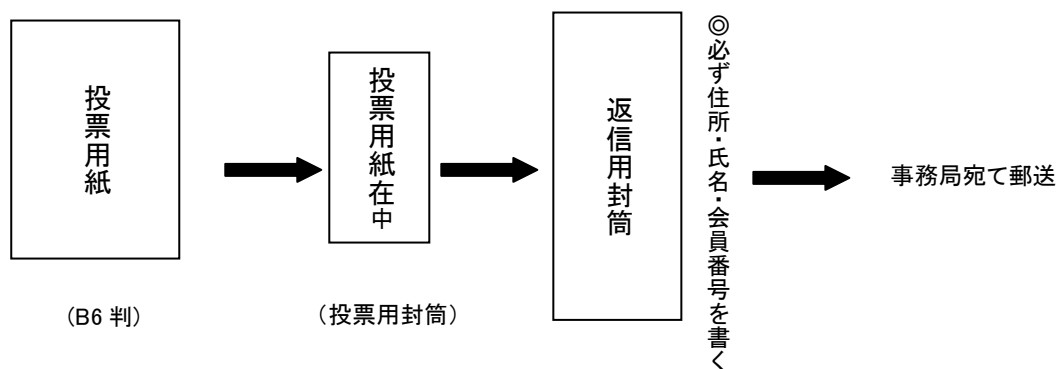 投票用紙
（B6 判）
投票用紙在中
（投票用封筒）
返信用封筒
◎必ず住所・氏名・会員番号を書く
事務局宛て郵送